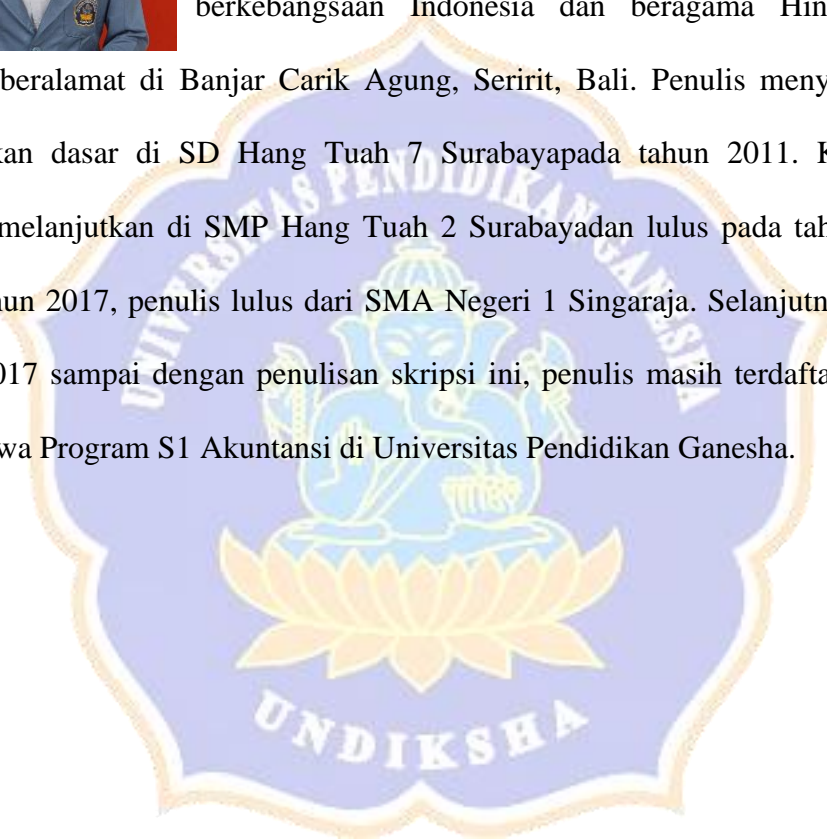 berkebangsaan Indonesia dan beragama Hin
beralamat di Banjar Carik Agung, Seririt, Bali. Penulis meny
kan dasar di SD Hang Tuah 7 Surabayapada tahun 2011. K
melanjutkan di SMP Hang Tuah 2 Surabayadan lulus pada tah
un 2017, penulis lulus dari SMA Negeri 1 Singaraja. Selanjutn
017 sampai dengan penulisan skripsi ini, penulis masih terdafta
wa Program S1 Akuntansi di Universitas Pendidikan Ganesha.
UNIVERSITAS PENDIDIKAN GANESHA
UNDIKSHA